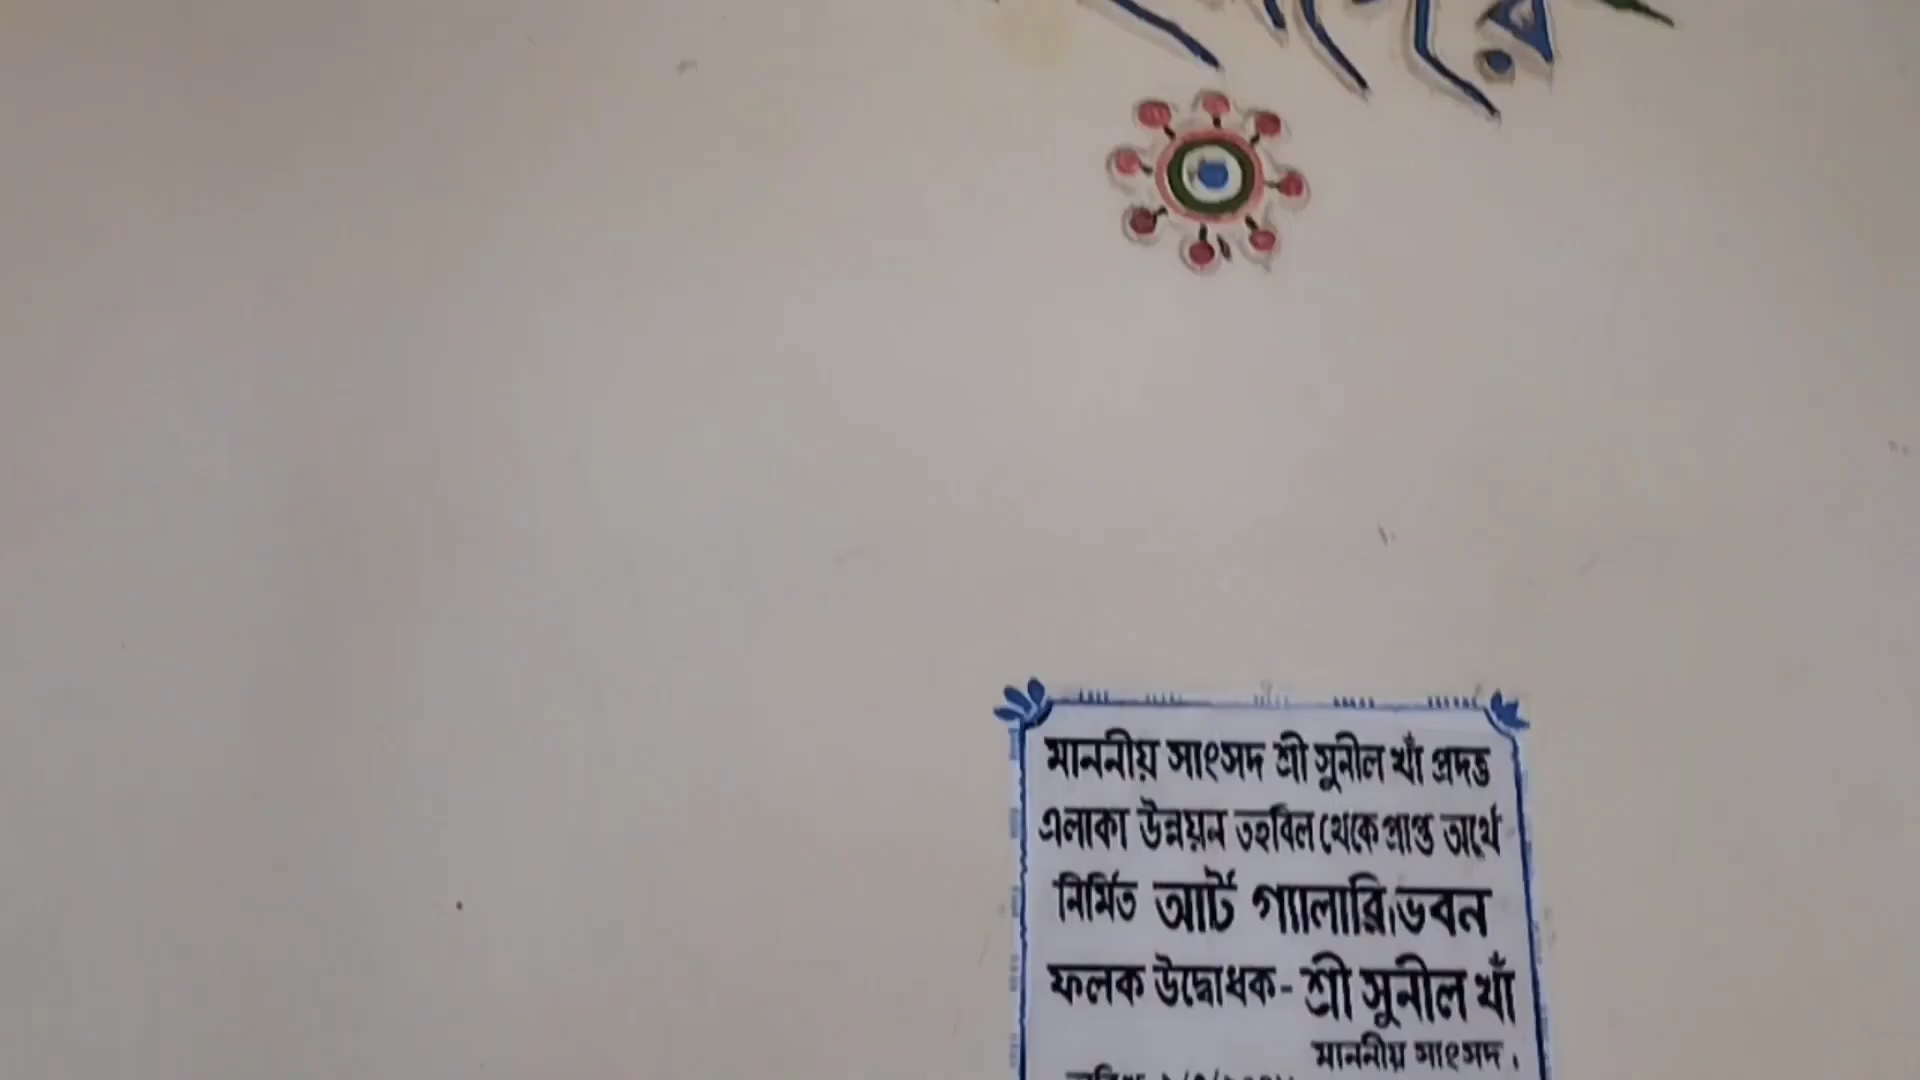 মাননীয় সাংসদ শ্রী সুনীল খাঁ প্রদত্ত
এলাকা উন্নয়ন তহবিল থেকে প্রাপ্ত অর্থে
নির্মিত আর্ট গ্যালারি ভবন
ফলক উদ্বোধক- শ্রী সুনীল খাঁ
মাননীয় সাংসদ।